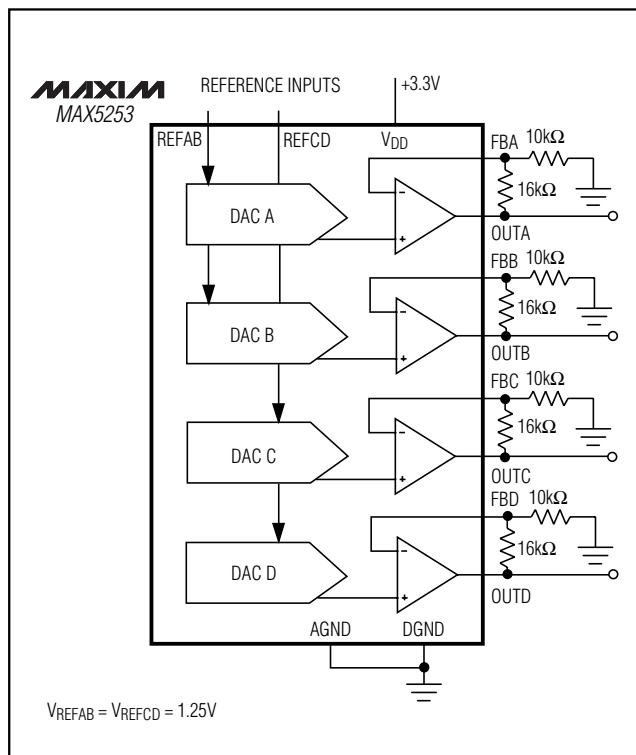 MAXIM
MAX5253
REFERENCE INPUTS
+3.3V
REFAB
REFCD
VDD
FBA
10kΩ
16kΩ
DAC A
-
+
OUTA
FBB
10kΩ
16kΩ
DAC B
-
+
OUTB
FBC
10kΩ
16kΩ
DAC C
-
+
OUTC
FBD
10kΩ
16kΩ
DAC D
-
+
OUTD
AGND
DGND
VREFAB = VREFCD = 1.25V